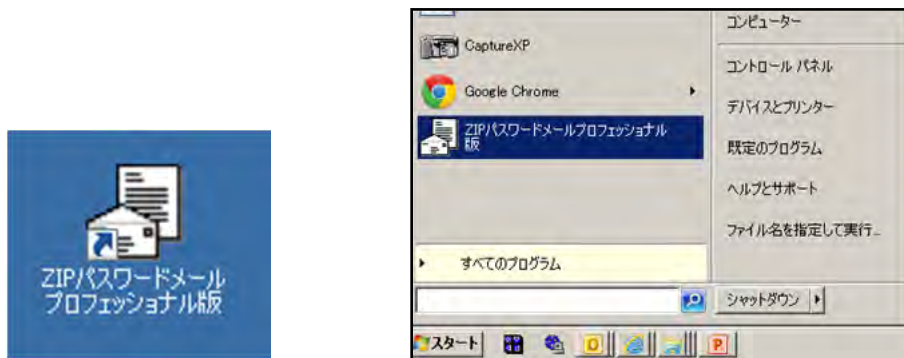 ZIPパスワードメール
プロフェッショナル版
CaptureXP
Google Chrome
ZIPパスワードメールプロフェッショナル
版
すべてのプログラム
コンピューター
コントロール パネル
デバイスとプリンター
既定のプログラム
ヘルプとサポート
ファイル名を指定して実行...
シャットダウン
スタート